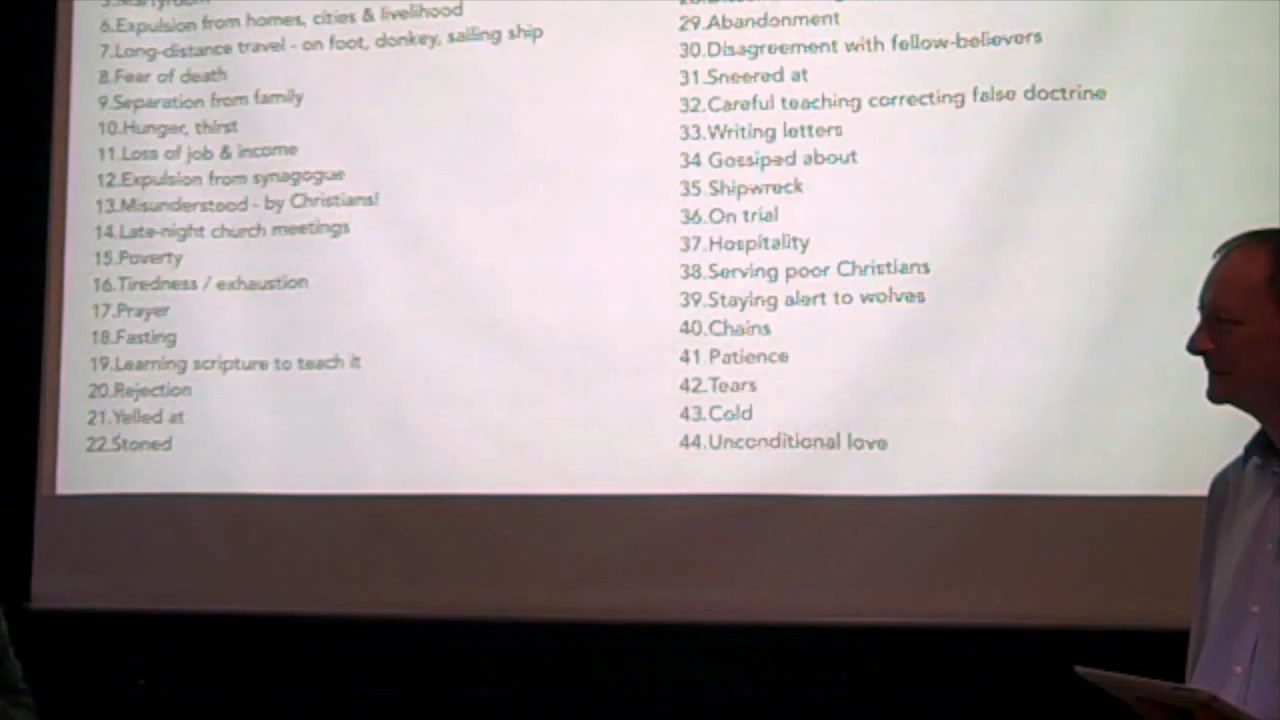 6.Expulsion from homes, cities & livelihood
7.Long-distance travel - on foot, donkey, sailing ship
8.Fear of death
9.Separation from family
10.Hunger, thirst
11.Loss of job & income
12.Expulsion from synagogue
13.Misunderstood - by Christians!
14.Late-night church meetings
15.Poverty
16.Tiredness / exhaustion
17.Prayer
18.Fasting
19.Learning scripture to teach it
20.Rejection
21.Yelled at
22.Stoned
29.Abandonment
30.Disagreement with fellow-believers
31.Sneered at
32.Careful teaching correcting false doctrine
33.Writing letters
34 Gossiped about
35 Shipwreck
36.On trial
37.Hospitality
38.Serving poor Christians
39.Staying alert to wolves
40.Chains
41 Patience
42.Tears
43.Cold
44.Unconditional love